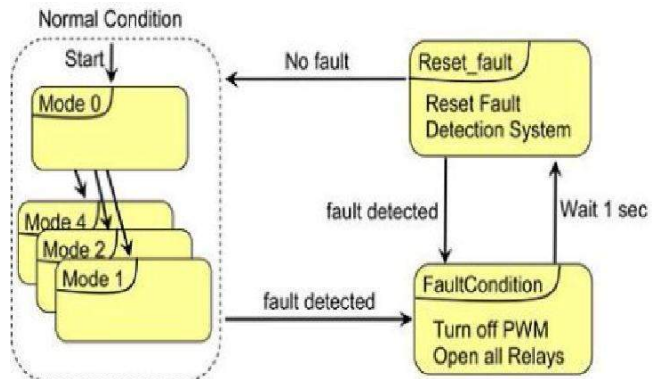 Normal Condition
Start
Mode 0
Mode 4
Mode 2
Mode 1
No fault
Reset_fault
Reset Fault
Detection System
fault detected
Wait 1 sec
fault detected
FaultCondition
Turn off PWM
Open all Relays